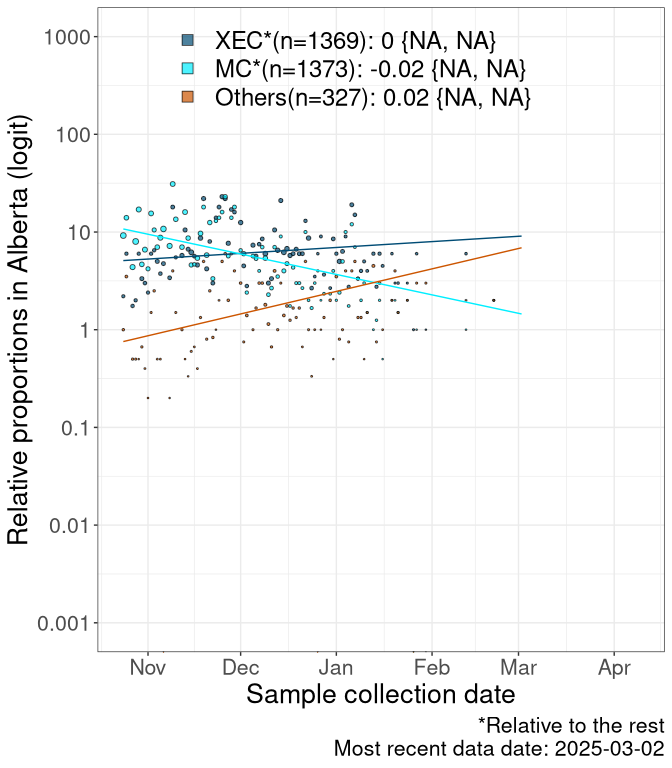 XEC*(n=1369): 0 {NA, NA}
MC*(n=1373): -0.02 {NA, NA}
Others(n=327): 0.02 {NA, NA}
Relative proportions in Alberta (logit)
1000
100
10
1
0.1
0.01
0.001
Nov Dec Jan Feb Mar Apr
Sample collection date
*Relative to the rest
Most recent data date: 2025-03-02